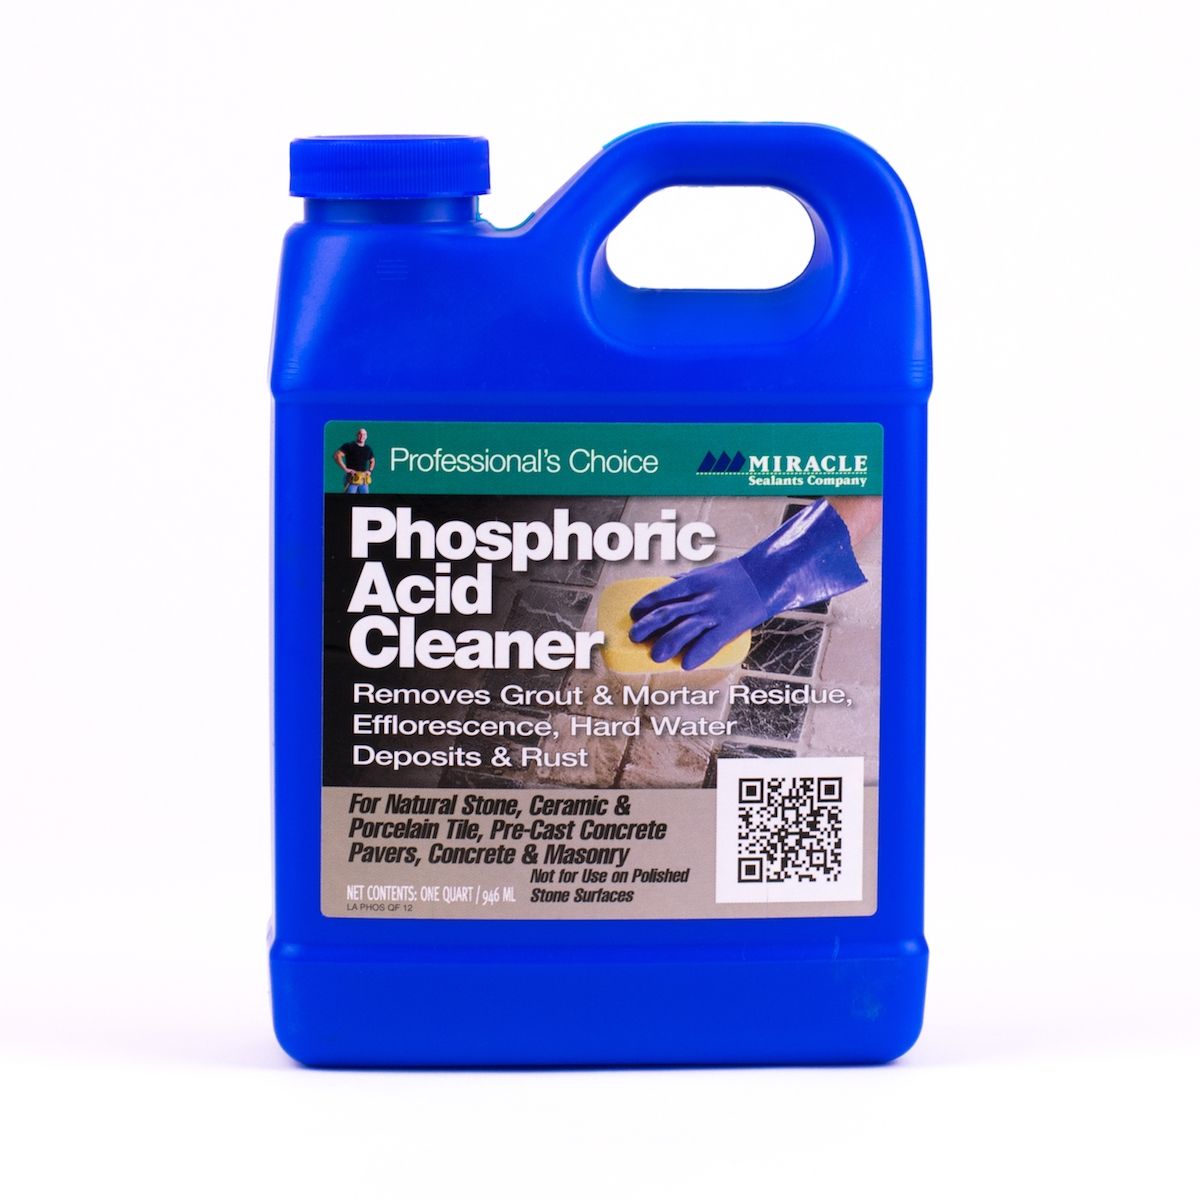 Professional's Choice
MIRACLE
Sealants Company
Phosphoric
Acid
Cleaner
Removes Grout & Mortar Residue,
Efflorescence, Hard Water
Deposits & Rust
For Natural Stone, Ceramic &
Porcelain Tile, Pre-Cast Concrete
Pavers, Concrete & Masonry
Not for Use on Polished
Stone Surfaces
NET CONTENTS: ONE QUART / 946 ML
LA PHOS QF 12